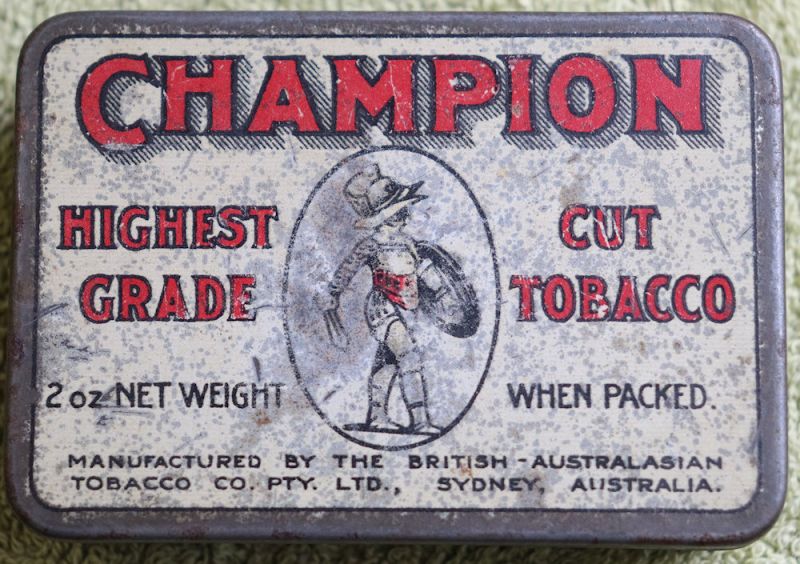 CHAMPION
HIGHEST CUT
GRADE TOBACCO
2 oz NET WEIGHT WHEN PACKED.
MANUFACTURED BY THE BRITISH-AUSTRALASIAN
TOBACCO CO. PTY. LTD., SYDNEY, AUSTRALIA.